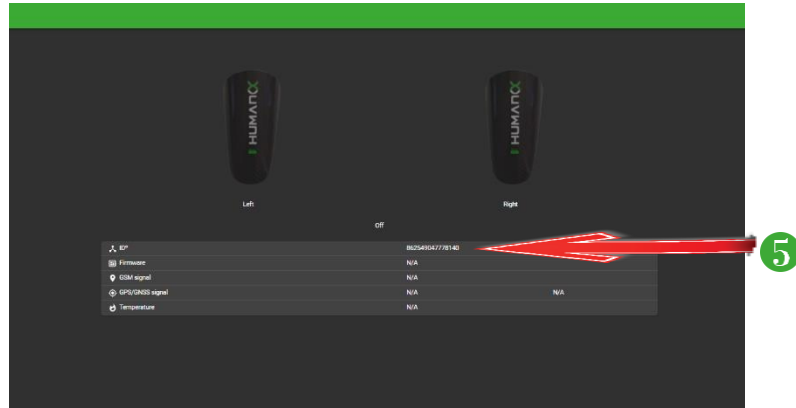 HUMANOX
HUMANOX
Left Right
Off
ID* 862549047778140
Firmware N/A
GSM signal N/A
GPS/GNSS signal N/A N/A
Temperature N/A
5